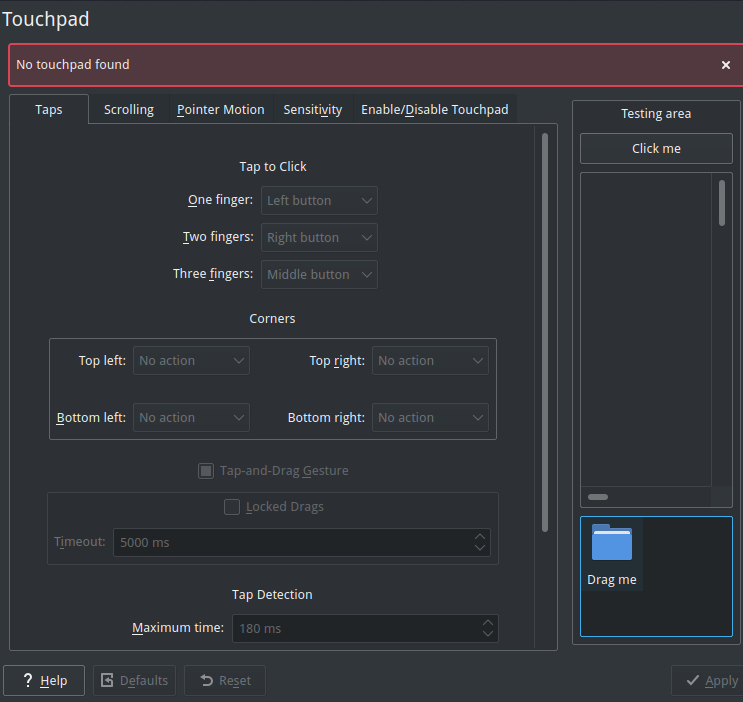 Touchpad
No touchpad found
Taps Scrolling Pointer Motion Sensitivity Enable/Disable Touchpad
Tap to Click
One finger: Left button
Two fingers: Right button
Three fingers: Middle button
Corners
Top left: No action Top right: No action
Bottom left: No action Bottom right: No action
Tap-and-Drag Gesture
Locked Drags
Timeout: 5000 ms
Tap Detection
Maximum time: 180 ms
Testing area
Click me
Drag me
? Help Defaults Reset Apply